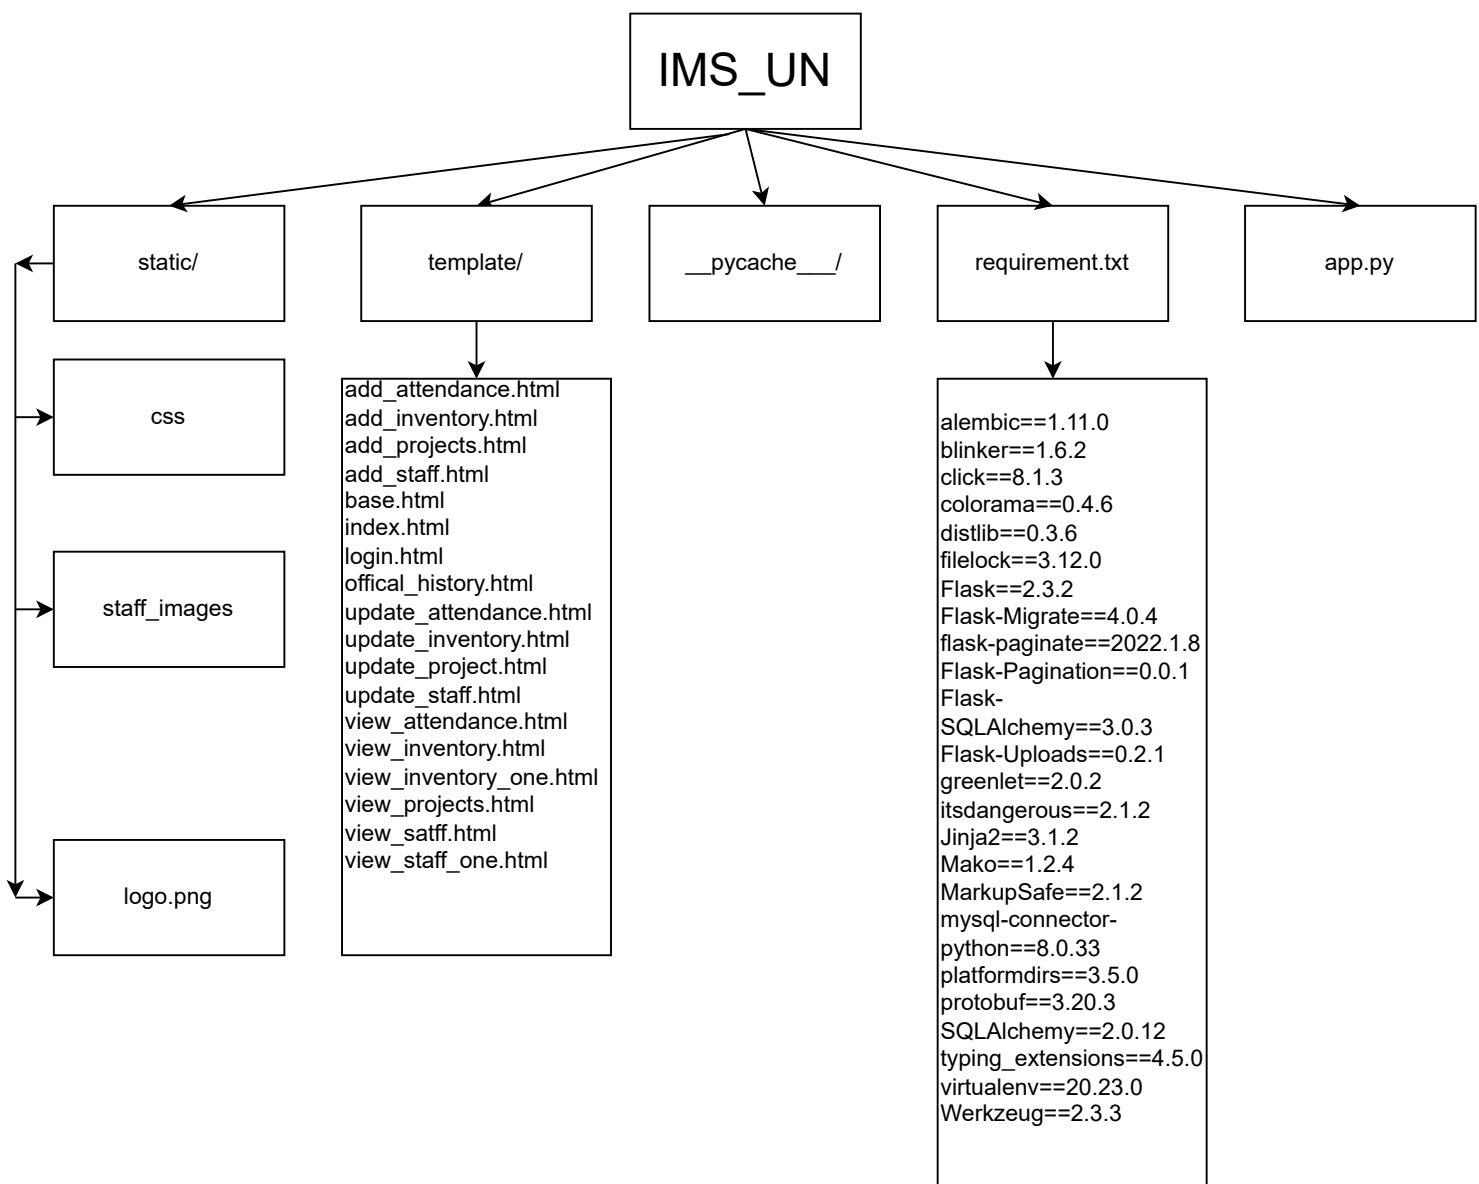 IMS_UN
static/
template/
__pycache___/
requirement.txt
app.py
css
staff_images
logo.png
add_attendance.html
add_inventory.html
add_projects.html
add_staff.html
base.html
index.html
login.html
offical_history.html
update_attendance.html
update_inventory.html
update_project.html
update_staff.html
view_attendance.html
view_inventory.html
view_inventory_one.html
view_projects.html
view_satff.html
view_staff_one.html
alembic==1.11.0
blinker==1.6.2
click==8.1.3
colorama==0.4.6
distlib==0.3.6
filelock==3.12.0
Flask==2.3.2
Flask-Migrate==4.0.4
flask-paginate==2022.1.8
Flask-Pagination==0.0.1
Flask-
SQLAlchemy==3.0.3
Flask-Uploads==0.2.1
greenlet==2.0.2
itsdangerous==2.1.2
Jinja2==3.1.2
Mako==1.2.4
MarkupSafe==2.1.2
mysql-connector-
python==8.0.33
platformdirs==3.5.0
protobuf==3.20.3
SQLAlchemy==2.0.12
typing_extensions==4.5.0
virtualenv==20.23.0
Werkzeug==2.3.3